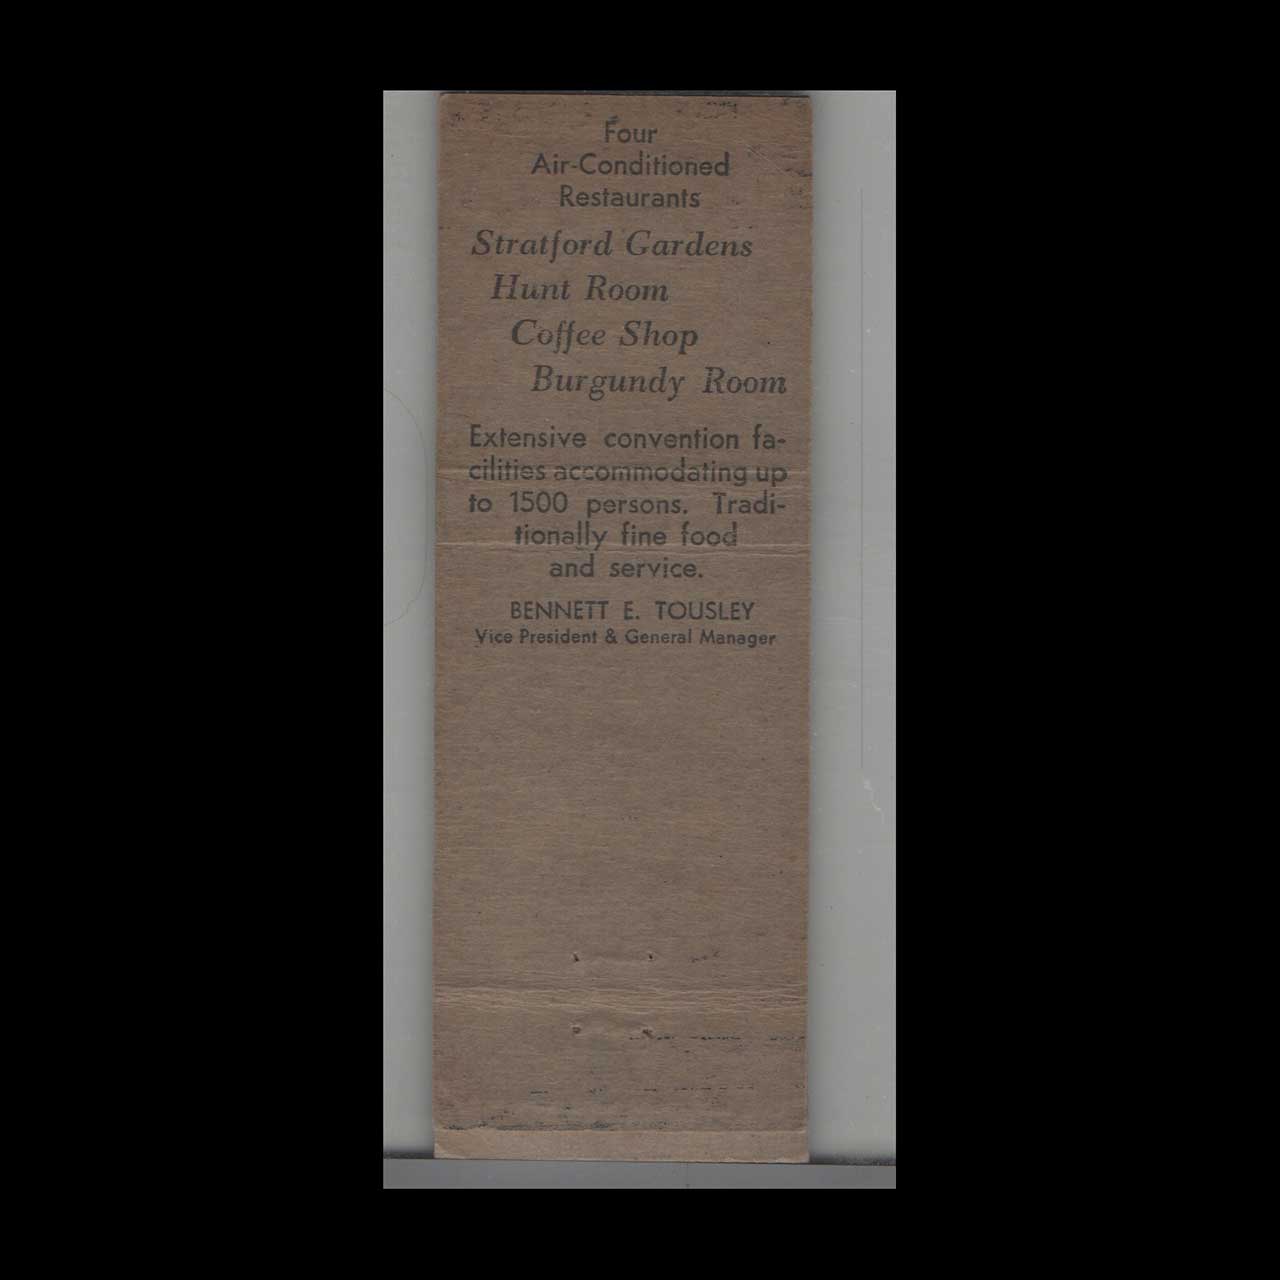 Four
Air-Conditioned
Restaurants
Stratford Gardens
Hunt Room
Coffee Shop
Burgundy Room
Extensive convention fa-
cilities accommodating up
to 1500 persons. Tradi-
tionally fine food
and service.
BENNETT E. TOUSLEY
Vice President & General Manager